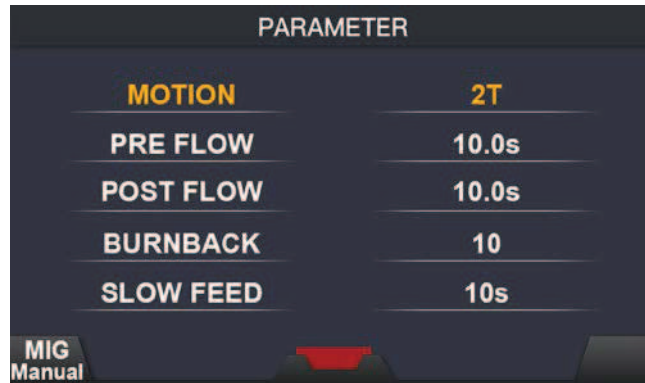 PARAMETER
MOTION 2T
PRE FLOW 10.0s
POST FLOW 10.0s
BURNBACK 10
SLOW FEED 10s
MIG
Manual